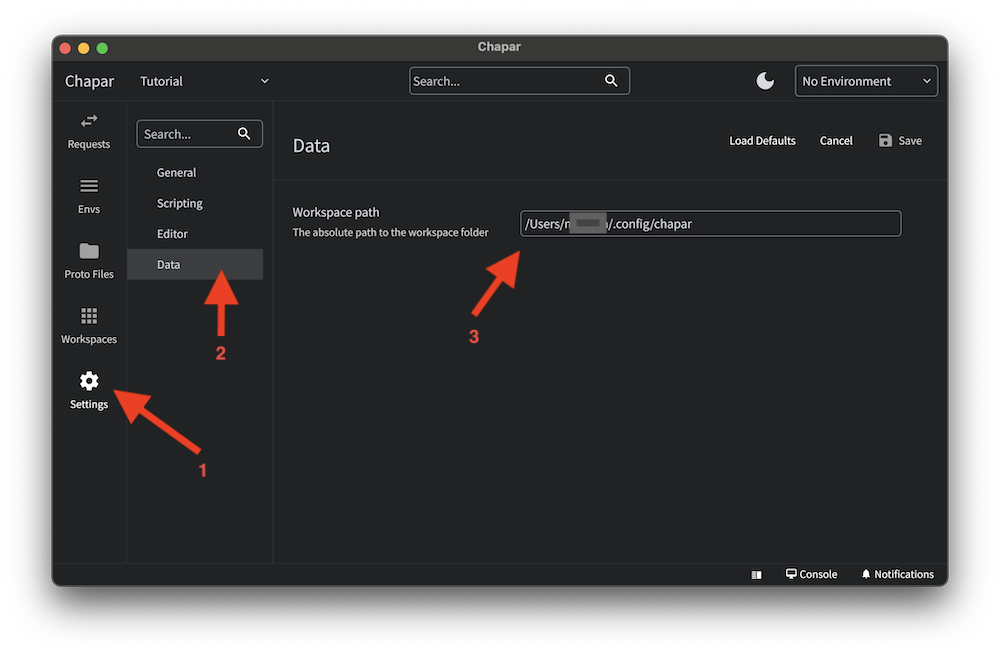 Chapar
Chapar Tutorial Search... No Environment
Requests
Envs
Proto Files
Workspaces
Settings
Search...
General
Scripting
Editor
Data
Data
Load Defaults Cancel Save
Workspace path
The absolute path to the workspace folder
/Users/ /.config/chapar
1
2
3
Console Notifications